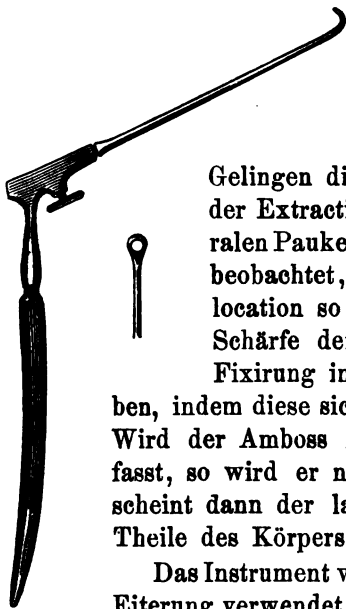 Gelingen di
der Extracti
ralen Pauke
beobachtet,
location so
Schärfe de
Fixirung in
ben, indem diese sic
Wird der Amboss
fasst, so wird er n
scheint dann der la
Theile des Körpers
Das Instrument v
Eiterung verwendet